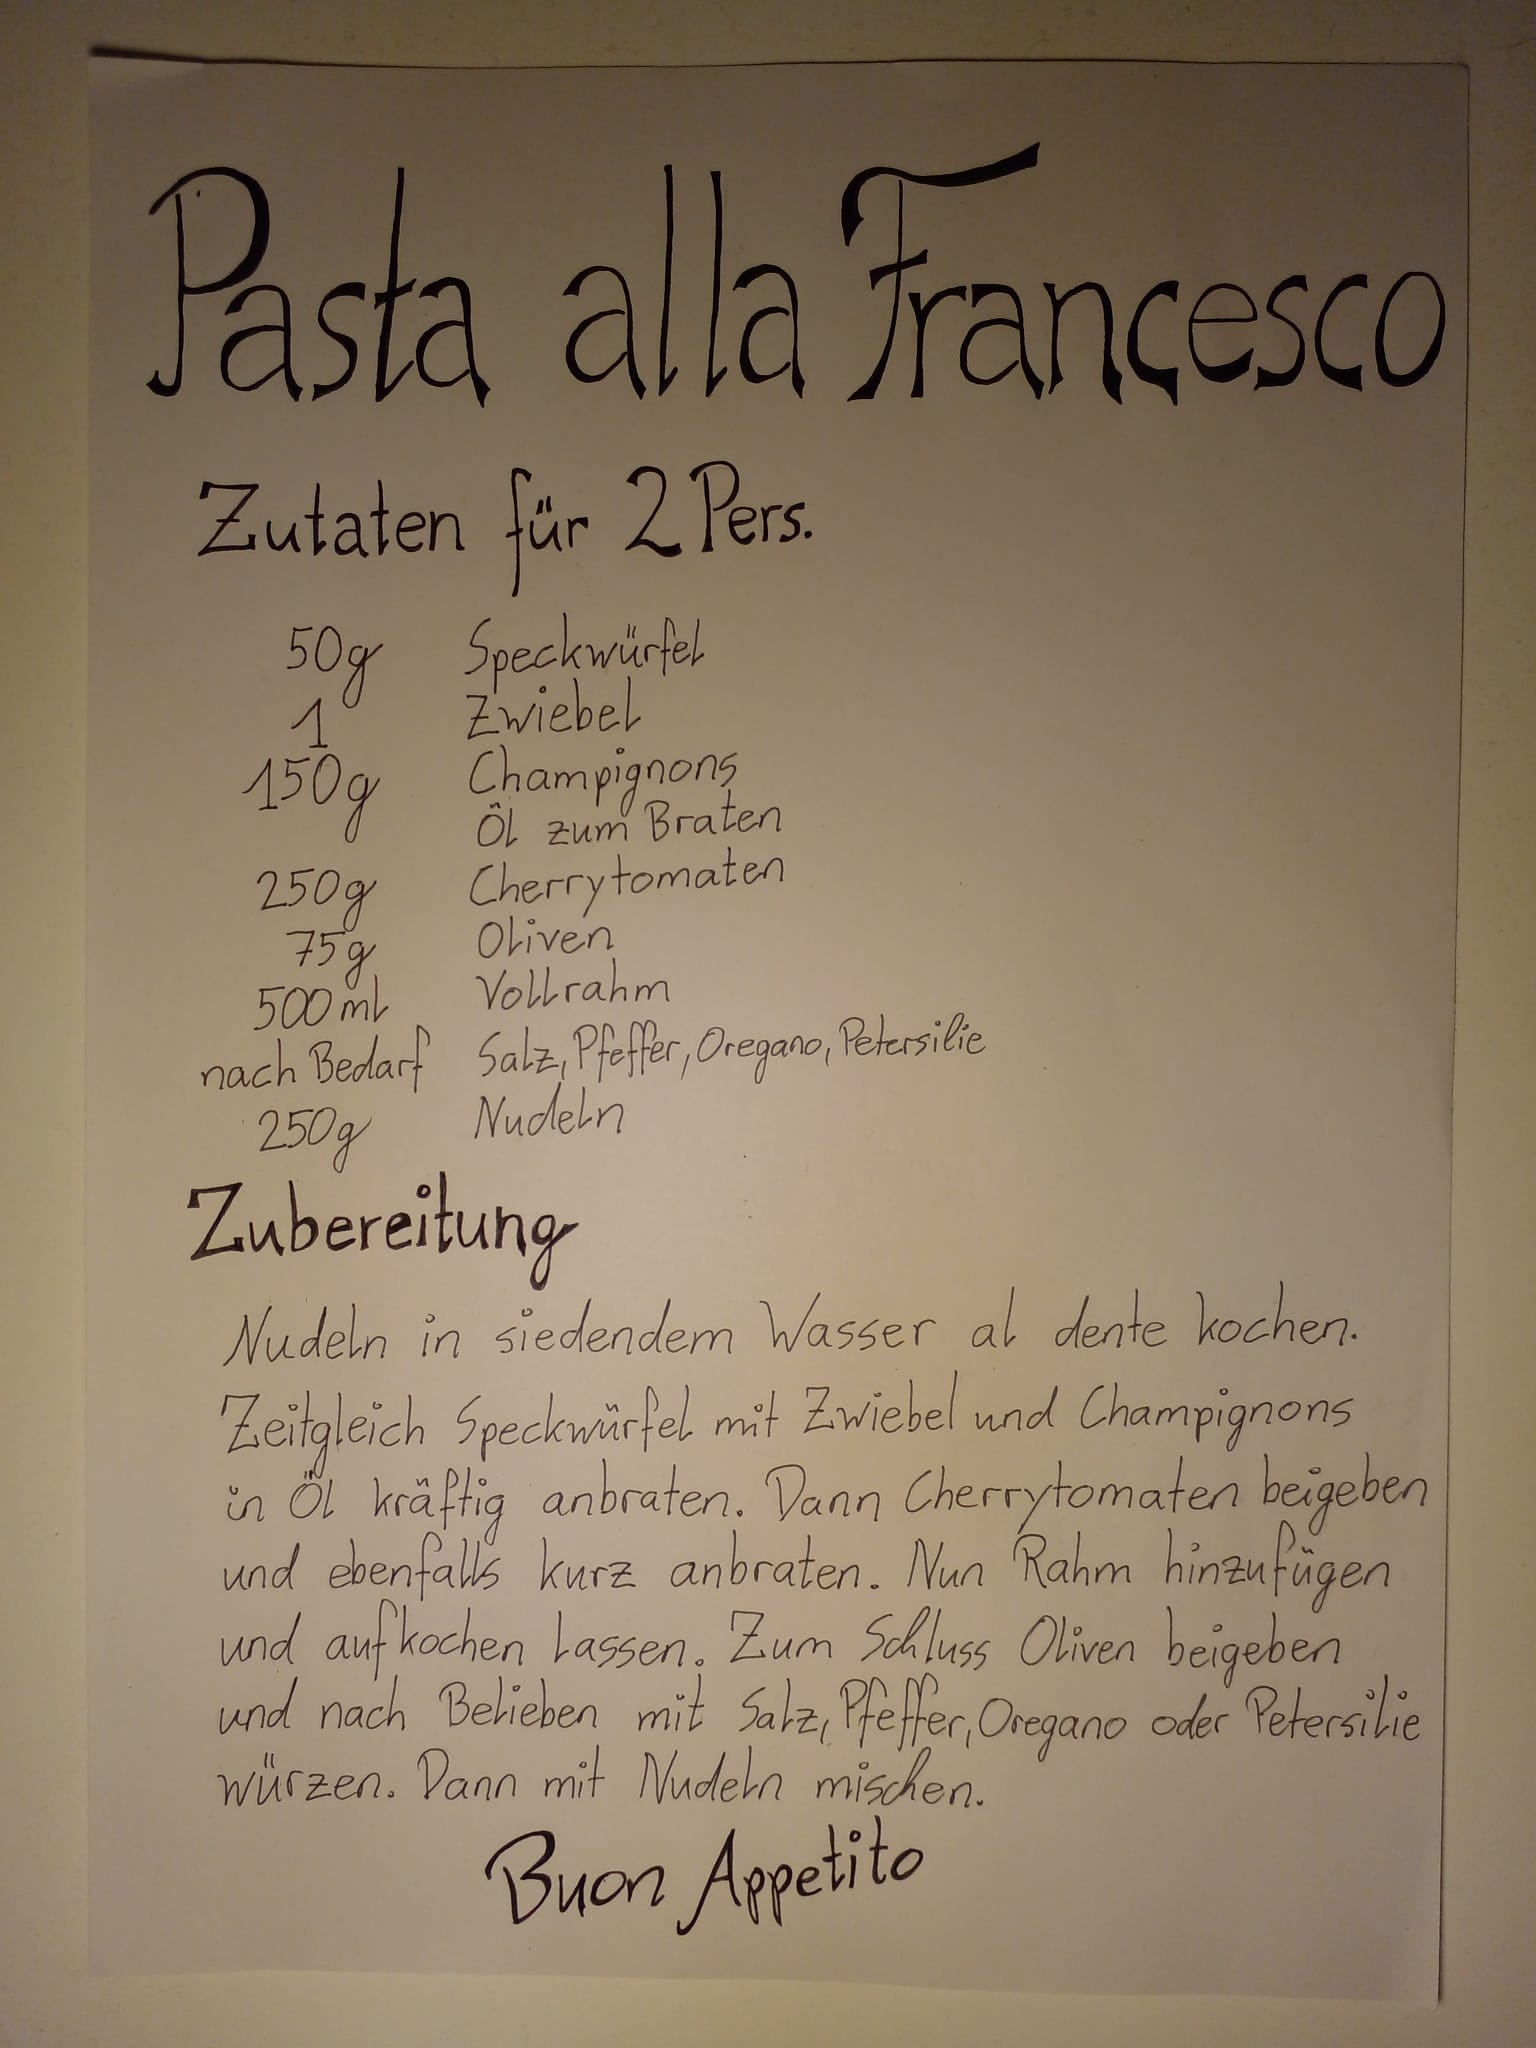 Pasta alla Francesco
Zutaten für 2 Pers.
50g Speckwürfel
1 Zwiebel
150g Champignons
Öl zum Braten
250g Cherrytomaten
75g Oliven
500ml Vollrahm
nach Bedarf Salz, Pfeffer, Oregano, Petersilie
250g Nudeln
Zubereitung
Nudeln in siedendem Wasser al dente kochen.
Zeitgleich Speckwürfel mit Zwiebel und Champignons
in Öl kräftig anbraten. Dann Cherrytomaten beigeben
und ebenfalls kurz anbraten. Nun Rahm hinzufügen
und aufkochen lassen. Zum Schluss Oliven beigeben
und nach Belieben mit Salz, Pfeffer, Oregano oder Petersilie
würzen. Dann mit Nudeln mischen.
Buon Appetito